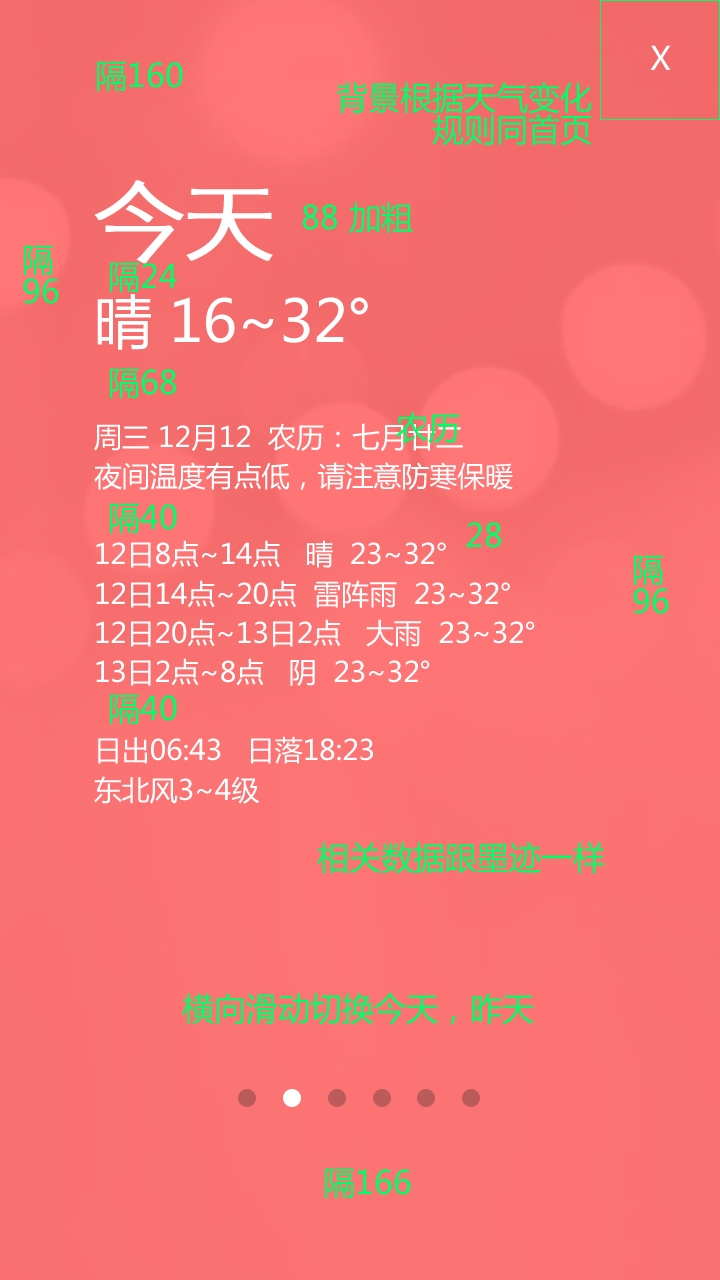 X
隔160
背景根据天气变化
规则同首页
今天 88 加粗
隔
96
隔24
晴 16~32°
隔68
农历
周三 12月12 农历：七月廿二
夜间温度有点低，请注意防寒保暖
隔40
28
12日8点~14点 晴 23~32°
12日14点~20点 雷阵雨 23~32°
隔
96
12日20点~13日2点 大雨 23~32°
13日2点~8点 阴 23~32°
隔40
日出06:43 日落18:23
东北风3~4级
相关数据跟墨迹一样
横向滑动切换今天，昨天
隔166